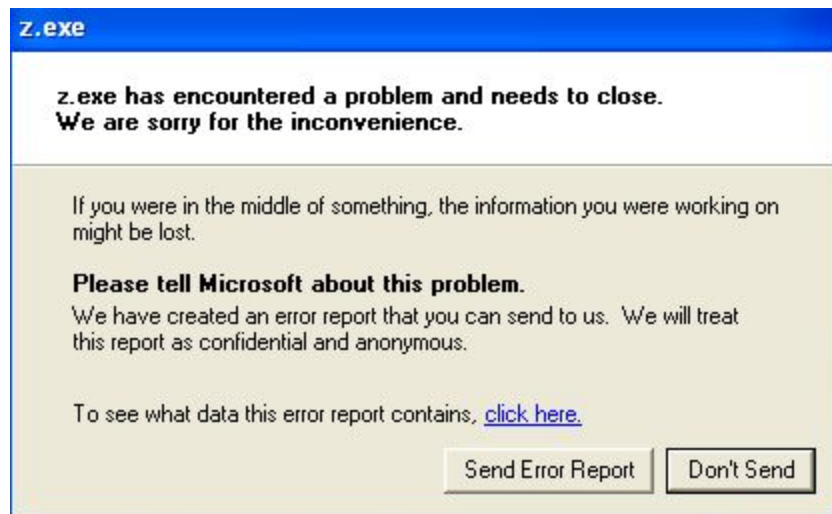 z.exe
z.exe has encountered a problem and needs to close.
We are sorry for the inconvenience.
If you were in the middle of something, the information you were working on
might be lost.
Please tell Microsoft about this problem.
We have created an error report that you can send to us.  We will treat
this report as confidential and anonymous.
To see what data this error report contains, click here.
Send Error Report
Don't Send